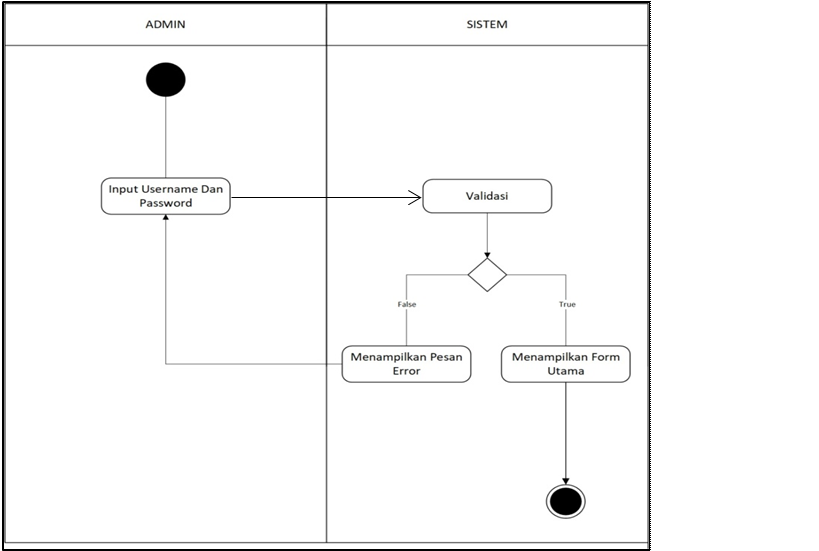 ADMIN
SISTEM
Input Username Dan
Password
Validasi
False
True
Menampilkan Pesan
Error
Menampilkan Form
Utama